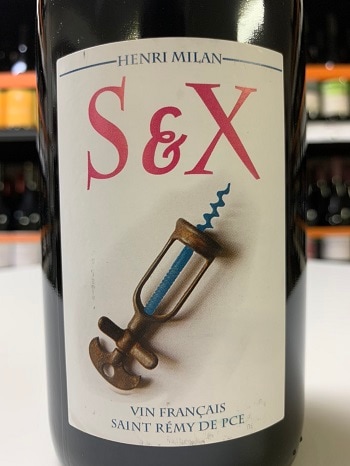 HENRI MILAN
S&X
VIN FRANÇAIS
SAINT RÉMY DE PCE